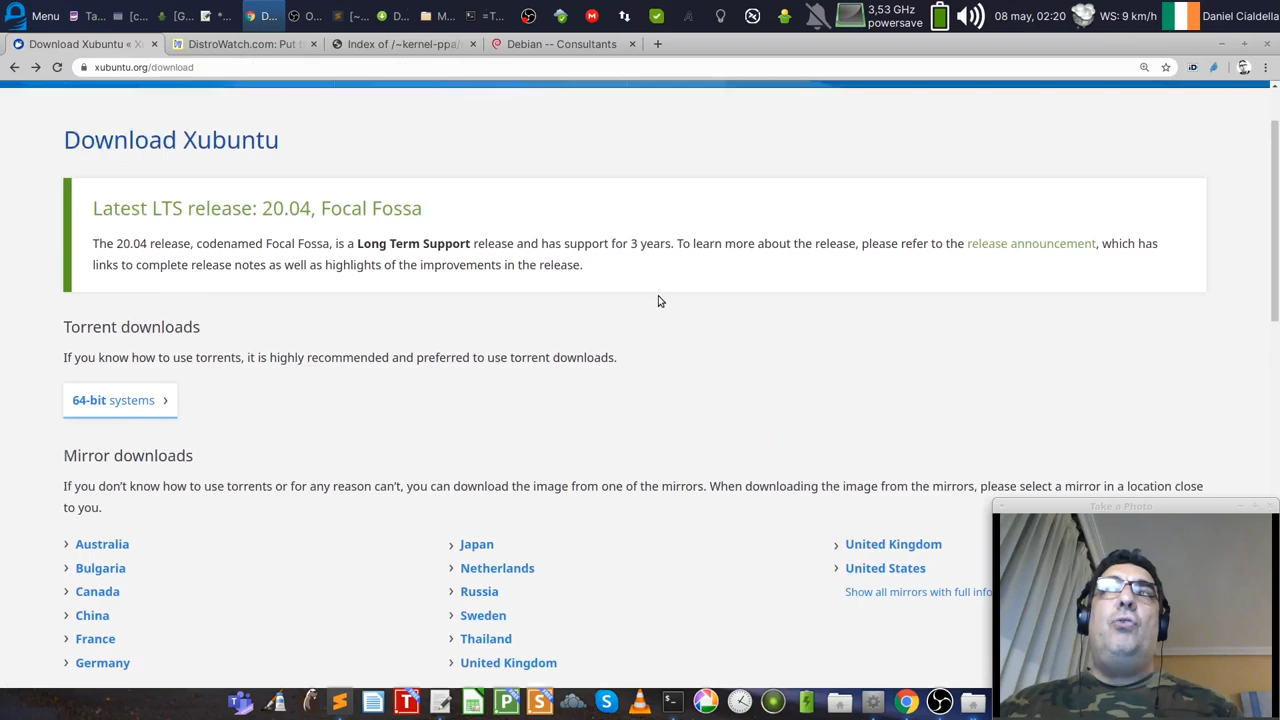 Menu
Ta...
[c...
[G...
*...
D...
O...
[~...
D...
M...
=T...
3,53 GHz
powersave
08 may, 02:20
WS: 9 km/h
Daniel Cialdella
Download Xubuntu « X
DistroWatch.com: Put t
Index of /~kernel-ppa/
Debian -- Consultants
xubuntu.org/download
iD
Download Xubuntu
Latest LTS release: 20.04, Focal Fossa
The 20.04 release, codenamed Focal Fossa, is a Long Term Support release and has support for 3 years. To learn more about the release, please refer to the release announcement, which has
links to complete release notes as well as highlights of the improvements in the release.
Torrent downloads
If you know how to use torrents, it is highly recommended and preferred to use torrent downloads.
64-bit systems
Mirror downloads
If you don’t know how to use torrents or for any reason can’t, you can download the image from one of the mirrors. When downloading the image from the mirrors, please select a mirror in a location close
to you.
Australia
Bulgaria
Canada
China
France
Germany
Japan
Netherlands
Russia
Sweden
Thailand
United Kingdom
United Kingdom
United States
Show all mirrors with full info
Take a Photo